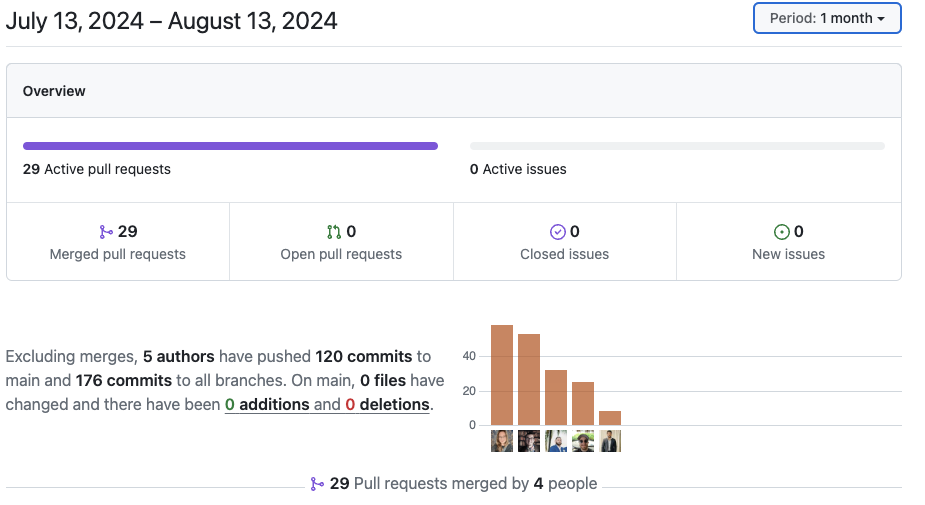 July 13, 2024 – August 13, 2024
Period: 1 month
Overview
29 Active pull requests
0 Active issues
29
Merged pull requests
0
Open pull requests
0
Closed issues
0
New issues
Excluding merges, 5 authors have pushed 120 commits to
main and 176 commits to all branches. On main, 0 files have
changed and there have been 0 additions and 0 deletions.
40
20
0
29 Pull requests merged by 4 people